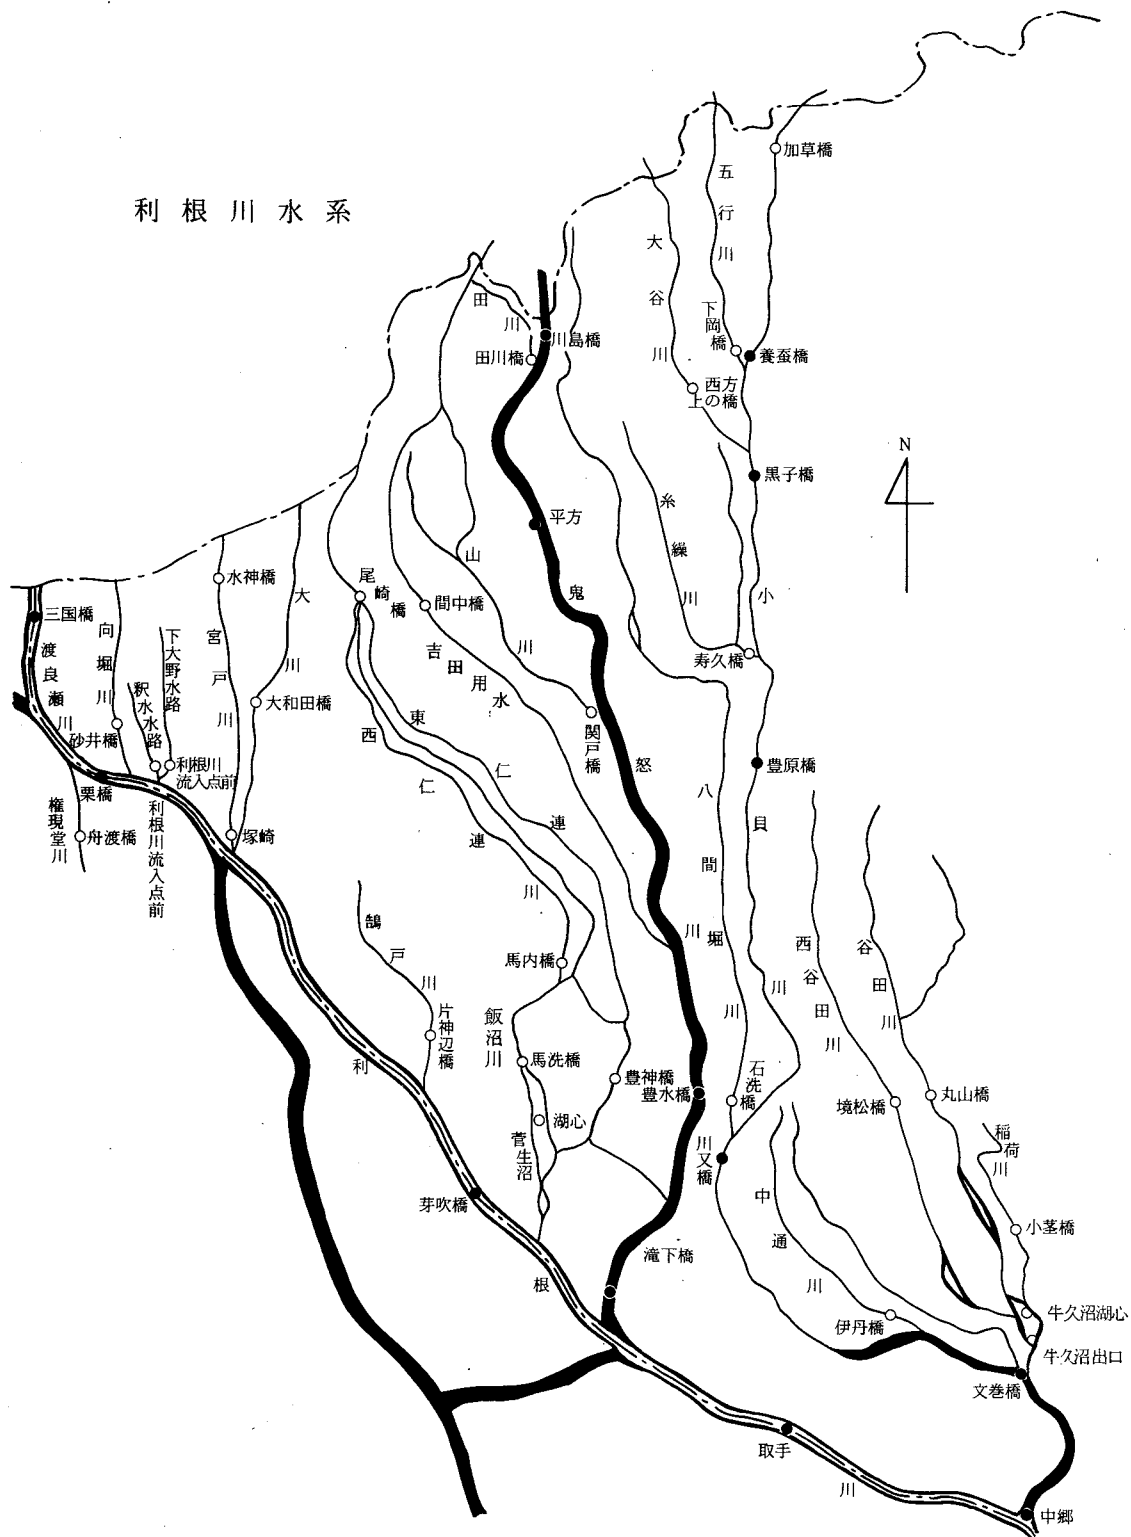 利根川水系
N
加草橋
五行川
大谷川
下岡橋
養蚕橋
西方
上の橋
黒子橋
田川
田川橋
川島橋
平方
糸繰川
小貝川
寿久橋
豊原橋
鬼怒川
山川
関戸橋
間中橋
吉田用水
尾崎橋
東仁連川
西仁連川
水神橋
大川
宮戸川
大和田橋
塚崎
三国橋
渡良瀬川
向堀川
砂井橋
下大野水路
釈水水路
利根川
流入点前
利根川流入点前
栗橋
権現堂川
舟渡橋
鵠戸川
片神辺橋
馬内橋
飯沼川
馬洗橋
湖心
菅生沼
豊神橋
豊水橋
八間堀川
石洗橋
川又橋
中通川
伊丹橋
西谷田川
境松橋
谷田川
丸山橋
稲荷川
小茎橋
牛久沼湖心
牛久沼出口
文巻橋
滝下橋
芽吹橋
利根川
取手
中郷